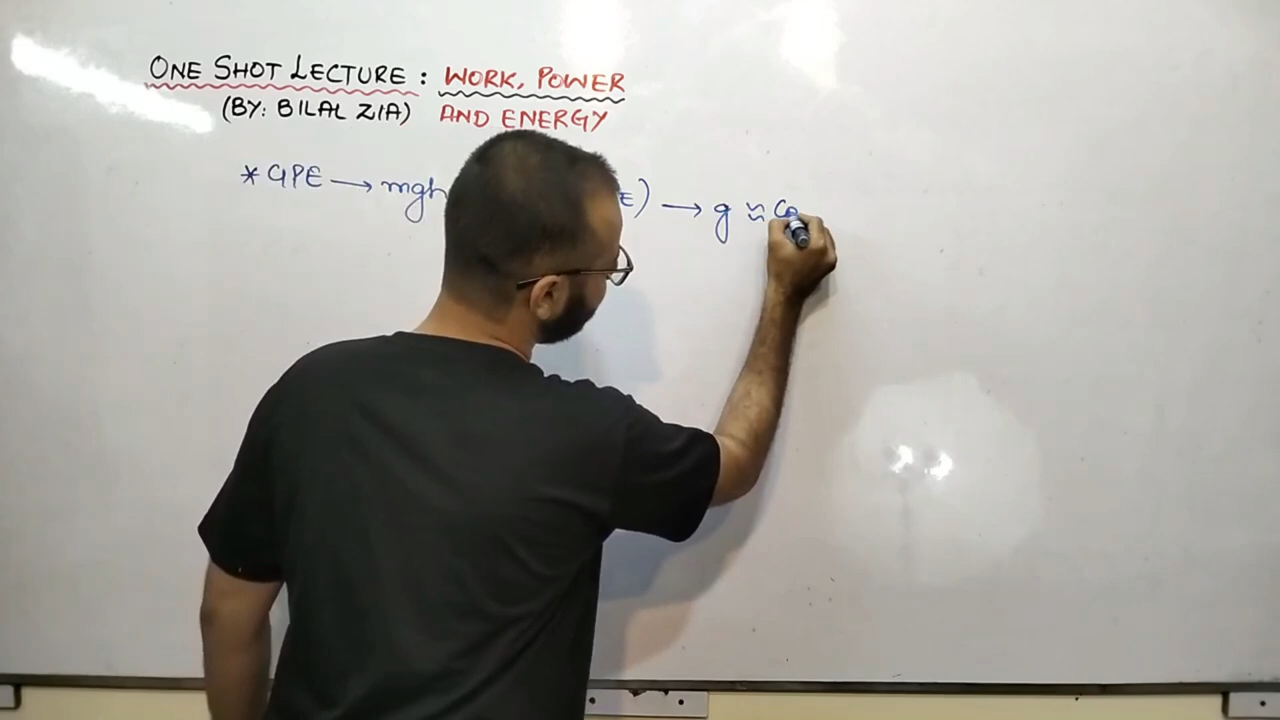 ONE SHOT LECTURE : WORK, POWER
(BY: BILAL ZIA) AND ENERGY
* GPE → mgh E) → g ≈ Co